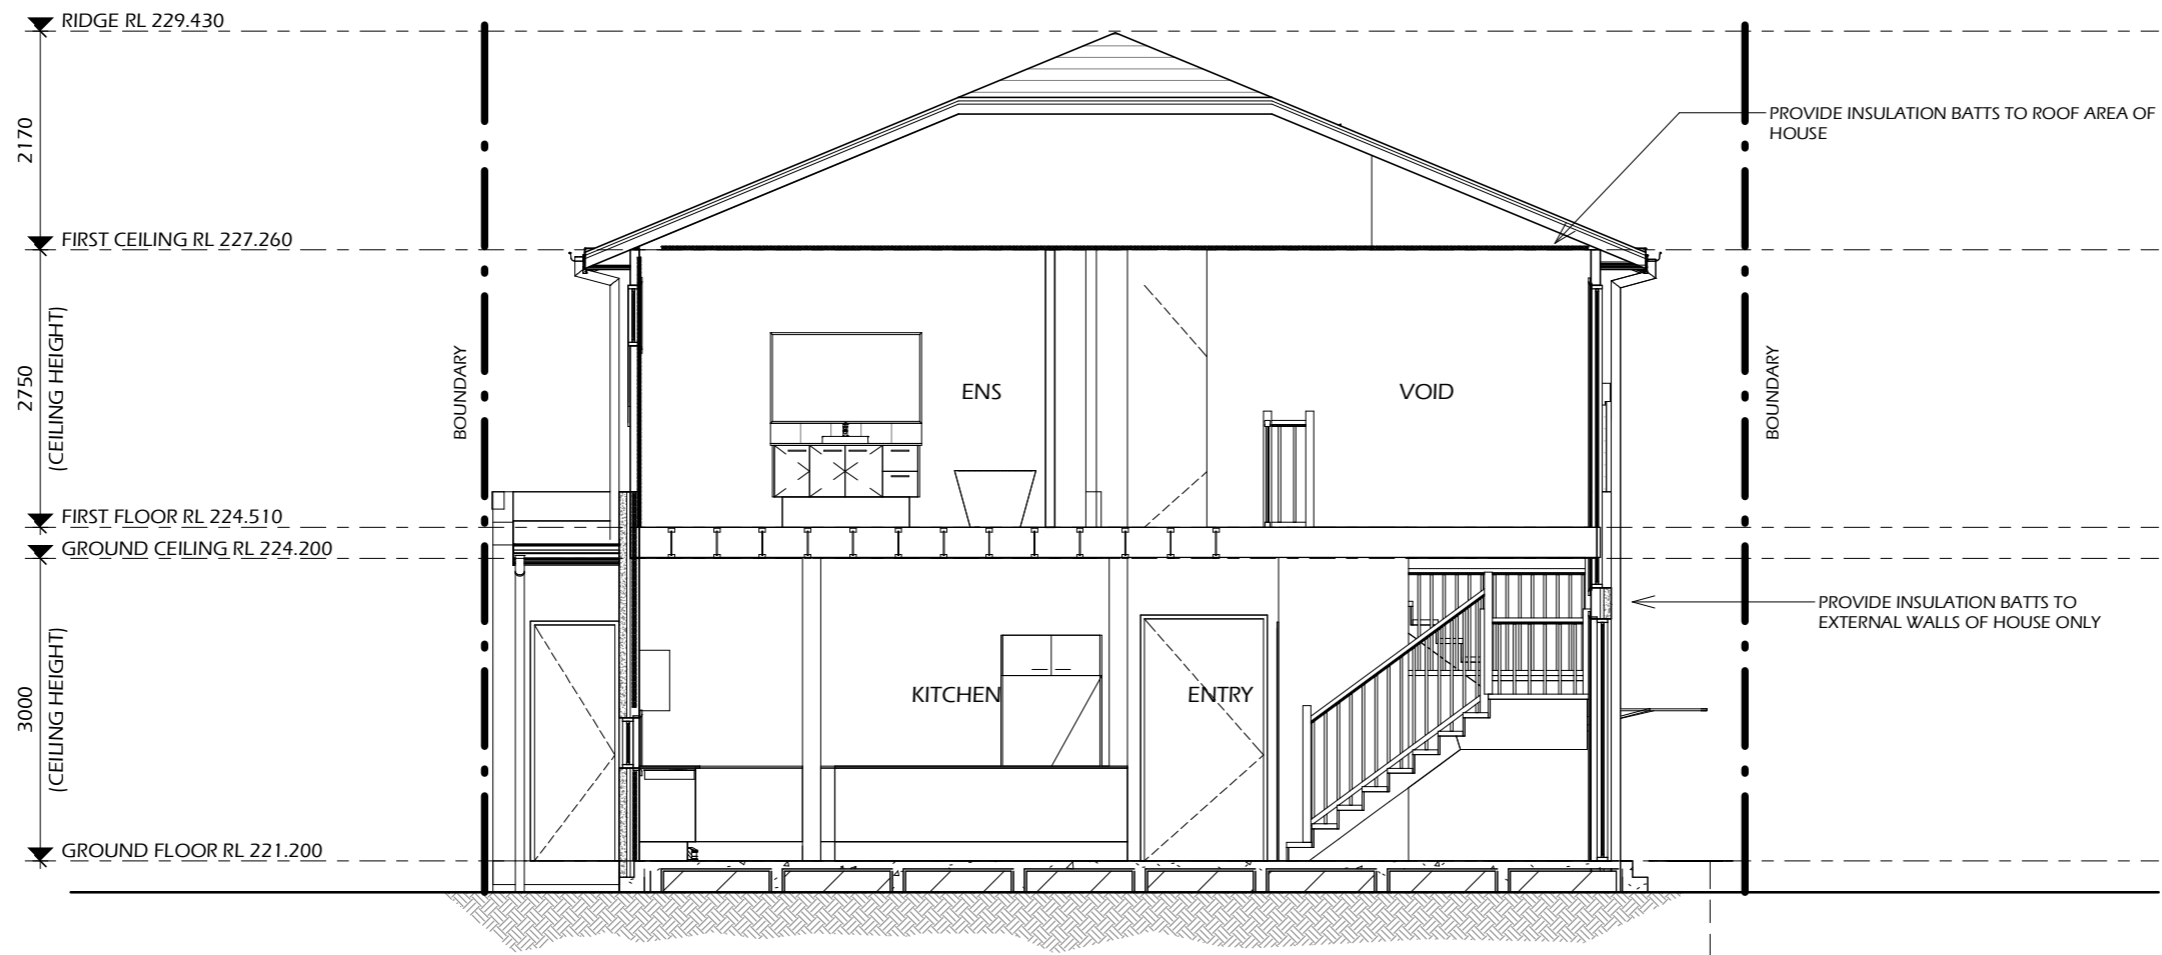 RIDGE RL 229.430
2170
PROVIDE INSULATION BATTS TO ROOF AREA OF
HOUSE
FIRST CEILING RL 227.260
2750
(CEILING HEIGHT)
BOUNDARY
ENS
VOID
BOUNDARY
FIRST FLOOR RL 224.510
GROUND CEILING RL 224.200
PROVIDE INSULATION BATTS TO
EXTERNAL WALLS OF HOUSE ONLY
3000
(CEILING HEIGHT)
KITCHEN
ENTRY
GROUND FLOOR RL 221.200